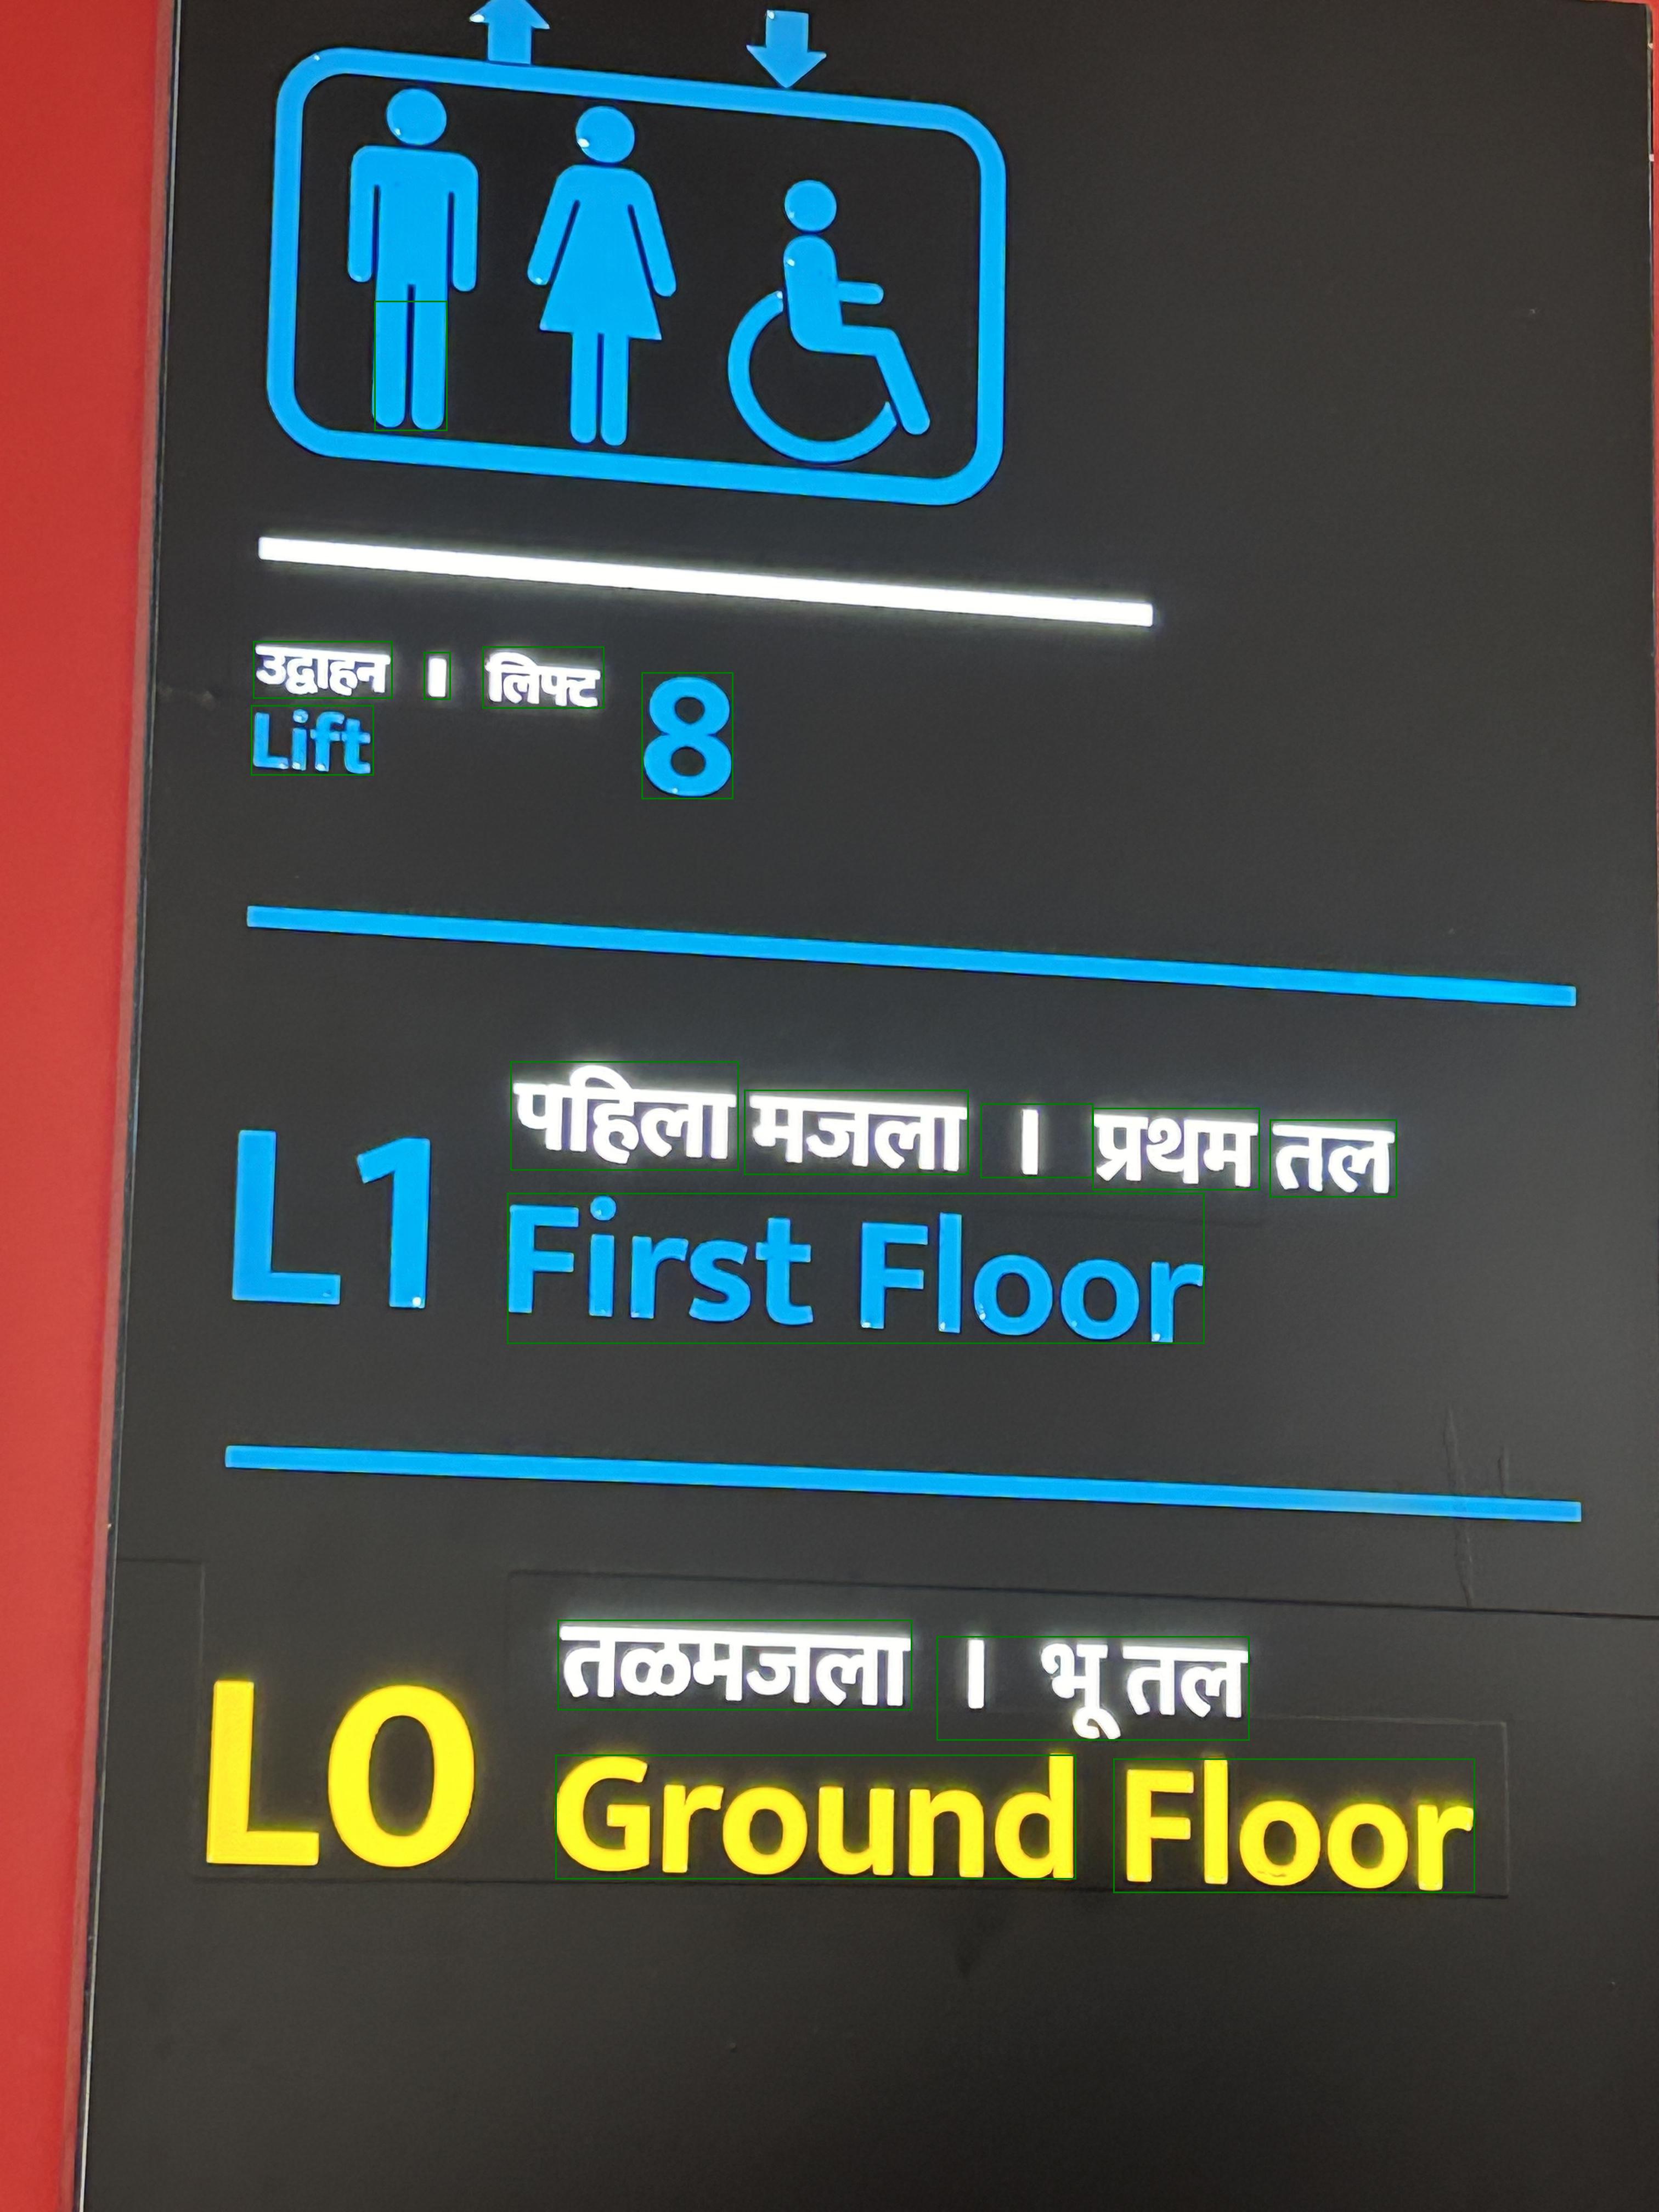 उद्वाहन | लिफ्ट
Lift 8
पहिला मजला | प्रथम तल
L1 First Floor
तळमजला | भू तल
L0 Ground Floor